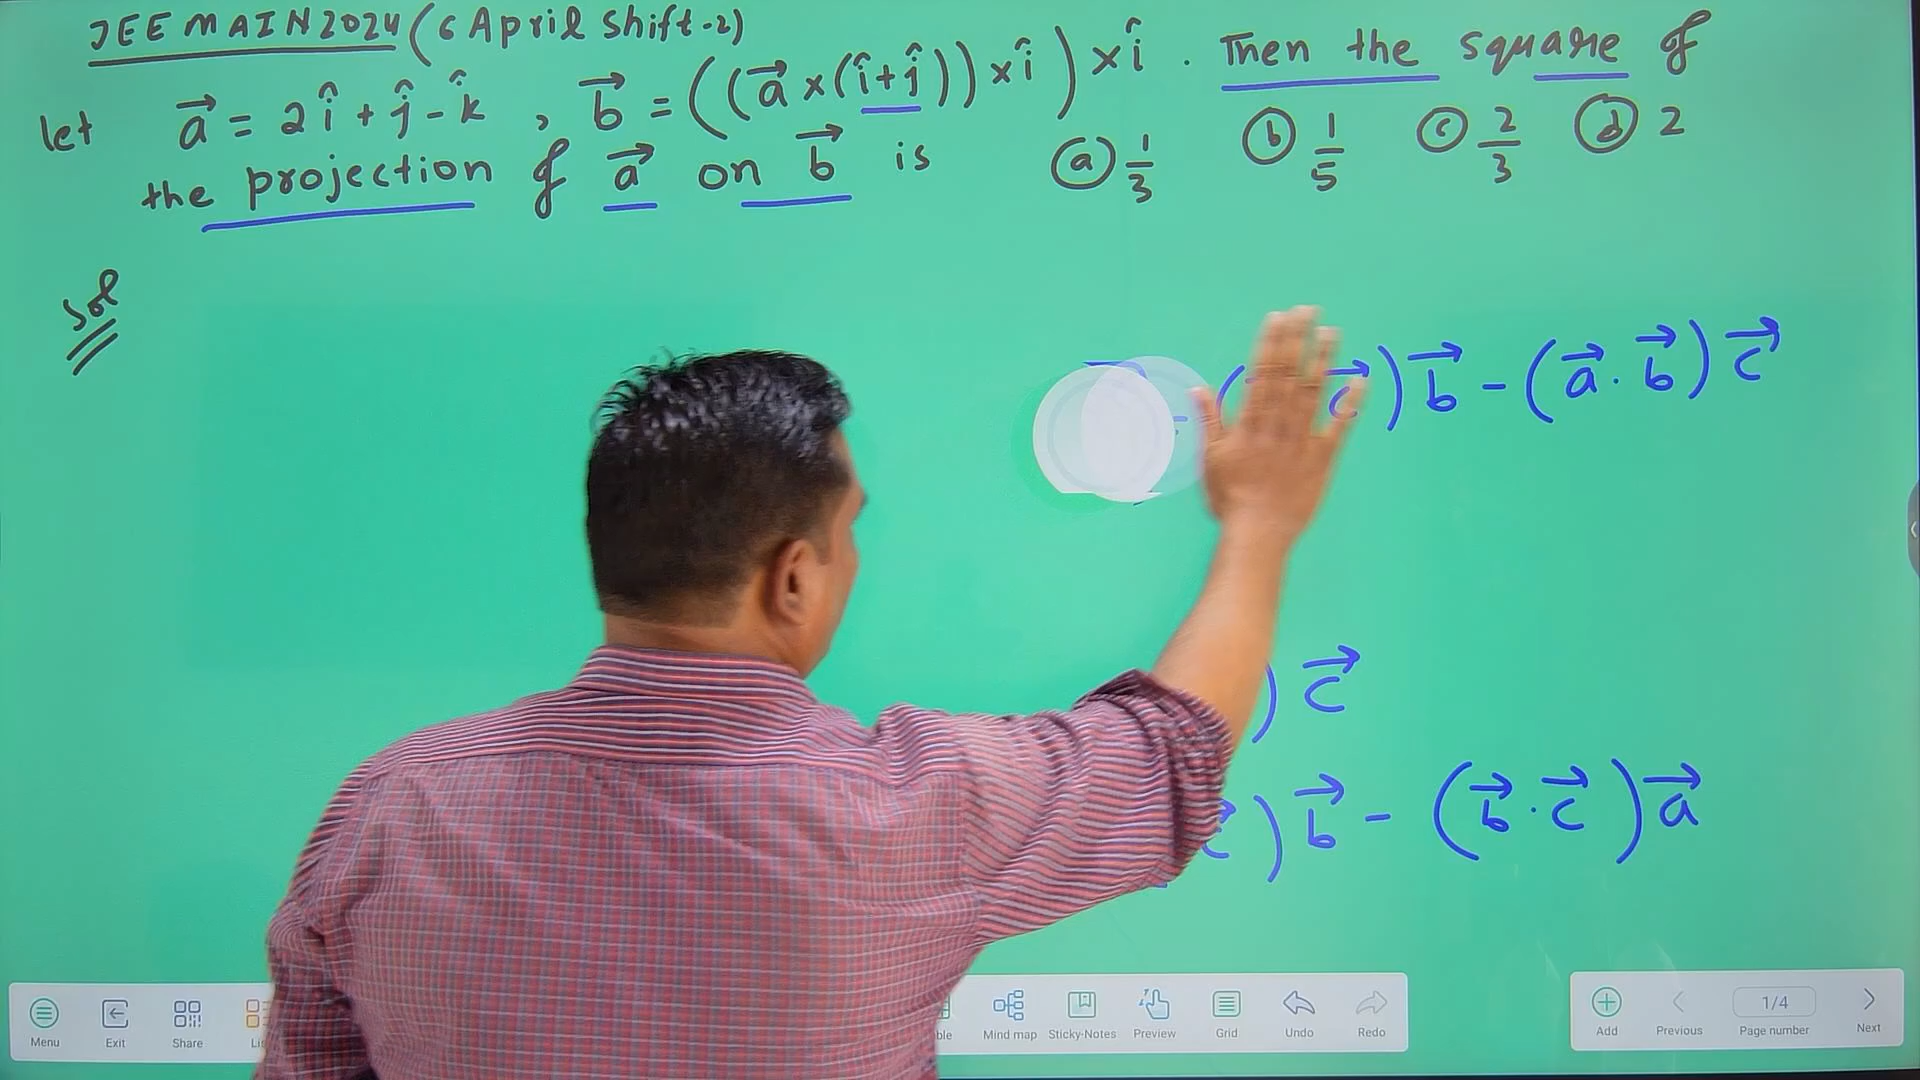 JEE MAIN 2024 (6 April Shift-2)
let a⃗ = 2î + ĵ - k̂ , b⃗ = ((a⃗ × (î + ĵ)) × î) × î . Then the square of
the projection of a⃗ on b⃗ is (a) 1/3 (b) 1/5 (c) 2/3 (d) 2
Sol
c⃗) b⃗ - (a⃗ . b⃗) c⃗
) c⃗
c⃗) b⃗ - (b⃗ . c⃗) a⃗
Menu Exit Share Mind map Sticky-Notes Preview Grid Undo Redo Add Previous 1/4 Page number Next